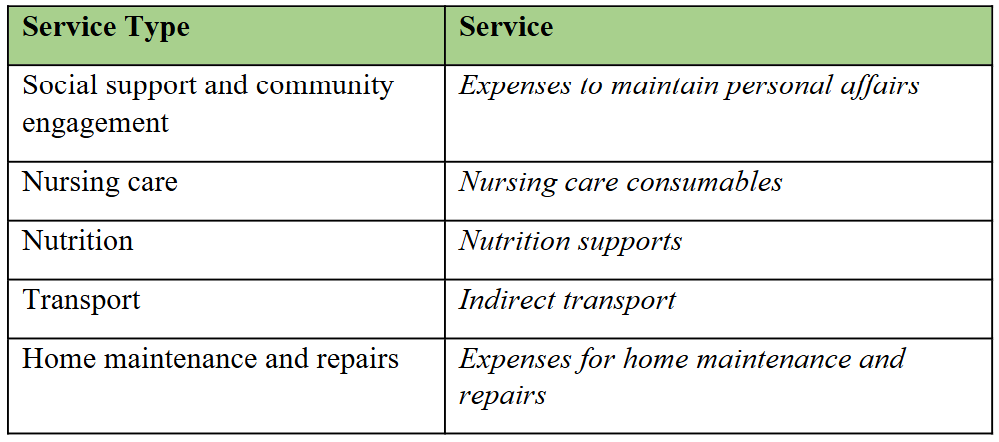 Service Type
Service
Social support and community
engagement
Expenses to maintain personal affairs
Nursing care
Nursing care consumables
Nutrition
Nutrition supports
Transport
Indirect transport
Home maintenance and repairs
Expenses for home maintenance and
repairs